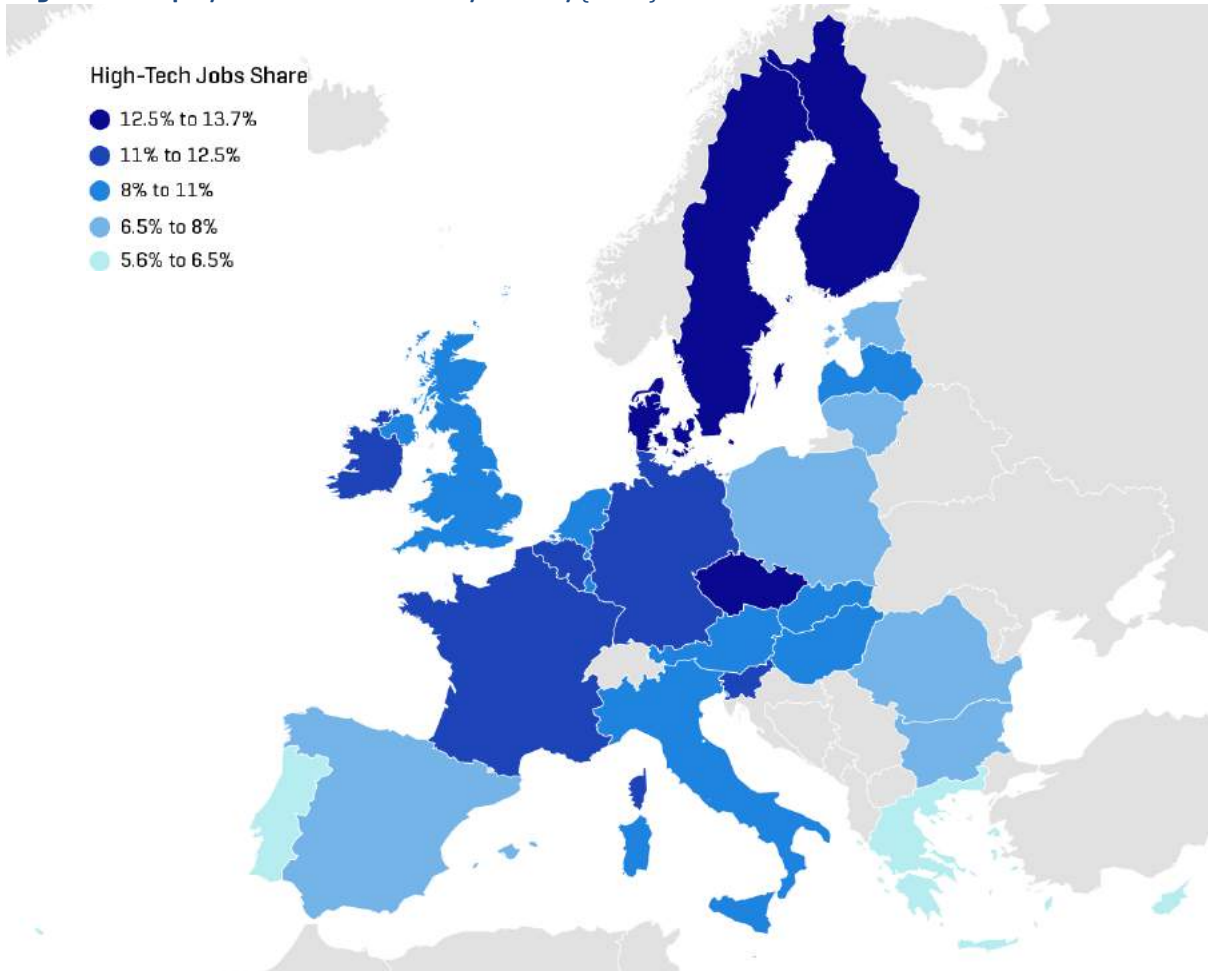 High-Tech Jobs Share
12.5% to 13.7%
11% to 12.5%
8% to 11%
6.5% to 8%
5.6% to 6.5%